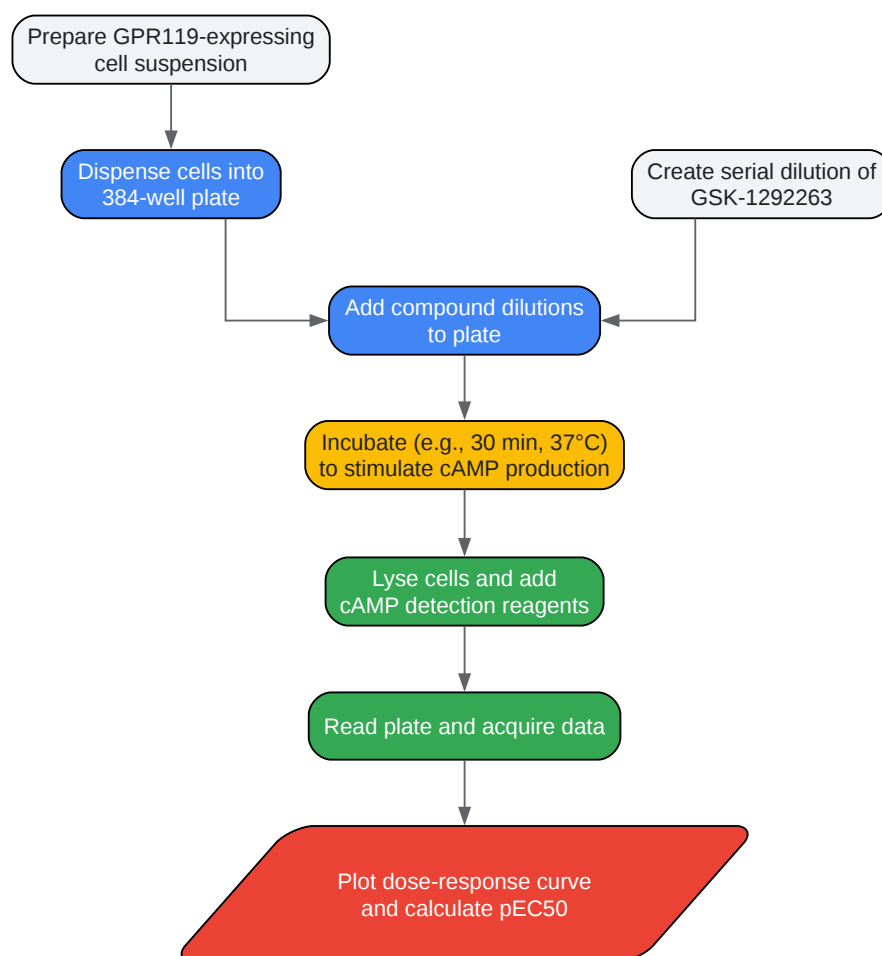 Prepare GPR119-expressing
cell suspension
Dispense cells into
384-well plate
Create serial dilution of
GSK-1292263
Add compound dilutions
to plate
Incubate (e.g., 30 min, 37°C)
to stimulate cAMP production
Lyse cells and add
cAMP detection reagents
Read plate and acquire data
Plot dose-response curve
and calculate pEC50